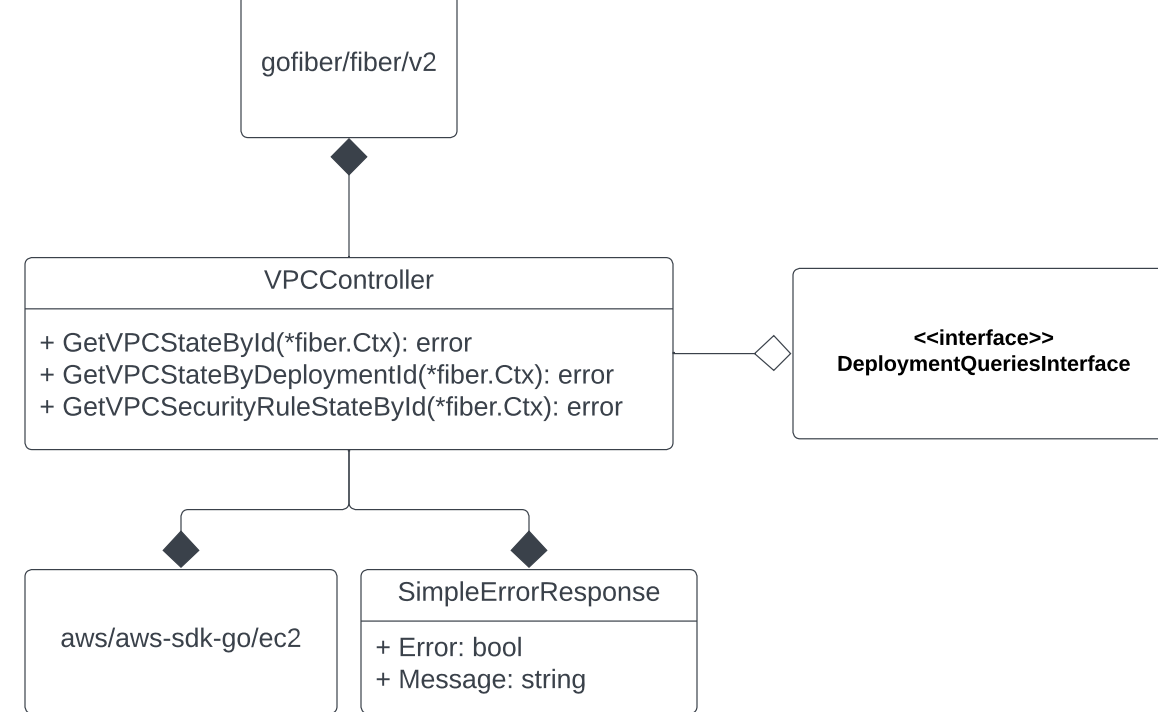 gofiber/fiber/v2
VPCController
+ GetVPCStateById(*fiber.Ctx): error
+ GetVPCStateByDeploymentId(*fiber.Ctx): error
+ GetVPCSecurityRuleStateById(*fiber.Ctx): error
<<interface>>
DeploymentQueriesInterface
aws/aws-sdk-go/ec2
SimpleErrorResponse
+ Error: bool
+ Message: string